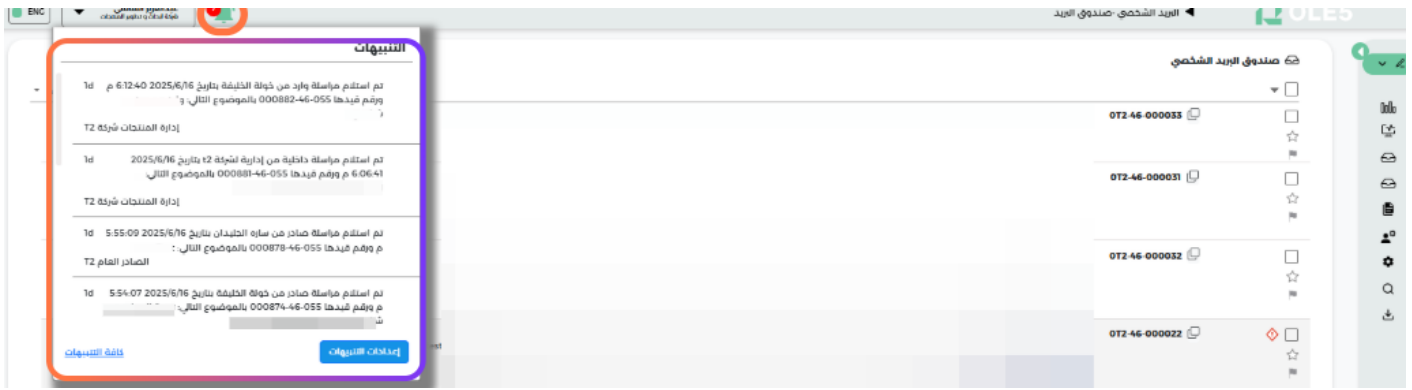 OLE5
البريد الشخصي -صندوق البريد
ENC
شركة ابداث و تطوير المنتجات
صندوق البريد الشخصي
0T2-46-000033
0T2-46-000031
0T2-46-000032
0T2-46-000022
التنبيهات
تم استلام مراسلة وارد من خولة الخليفة بتاريخ 2025/6/16 6:12:40 م
ورقم قيدها 055-46-000882 بالموضوع التالي:
1d
إدارة المنتجات شركة T2
تم استلام مراسلة داخلية من إدارية لشركة t2 بتاريخ 2025/6/16
6:06:41 م ورقم قيدها 055-46-000881 بالموضوع التالي:
1d
إدارة المنتجات شركة T2
تم استلام مراسلة صادر من ساره الجليدان بتاريخ 2025/6/16 5:55:09
م ورقم قيدها 055-46-000878 بالموضوع التالي: :
1d
الصادر العام T2
تم استلام مراسلة صادر من خولة الخليفة بتاريخ 2025/6/16 5:54:07
م ورقم قيدها 055-46-000874 بالموضوع التالي:
1d
إعدادات التنبيهات
كافة التنبيهات